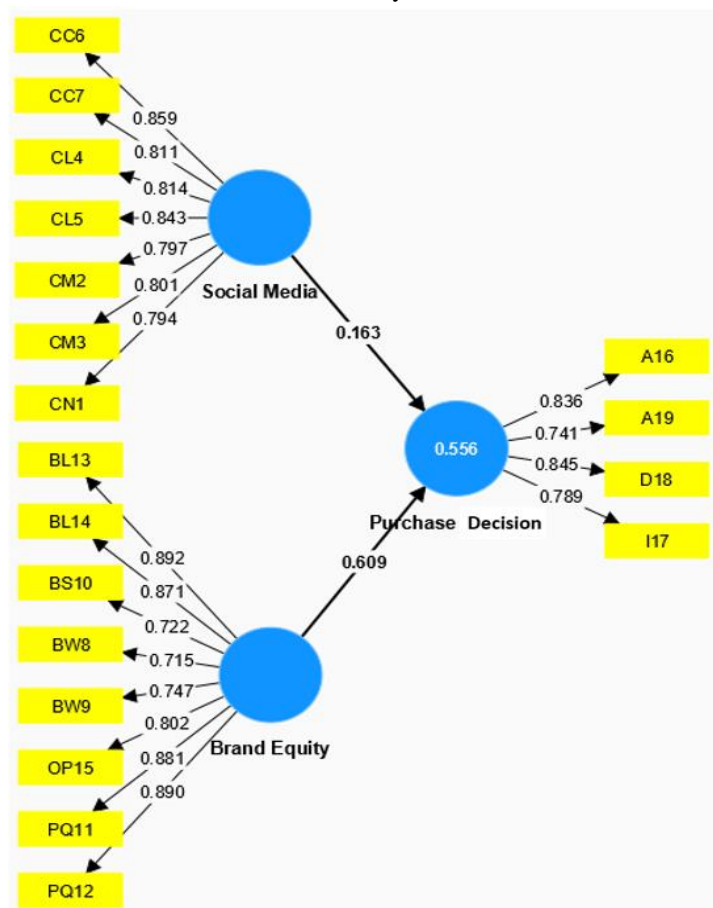 CC6
CC7
CL4
CL5
CM2
CM3
CN1
0.859
0.811
0.814
0.843
0.797
0.801
0.794
Social Media
0.163
BL13
BL14
BS10
BW8
BW9
OP15
PQ11
PQ12
0.892
0.871
0.722
0.715
0.747
0.802
0.881
0.890
Brand Equity
0.609
0.556
Purchase Decision
0.836
0.741
0.845
0.789
A16
A19
D18
I17